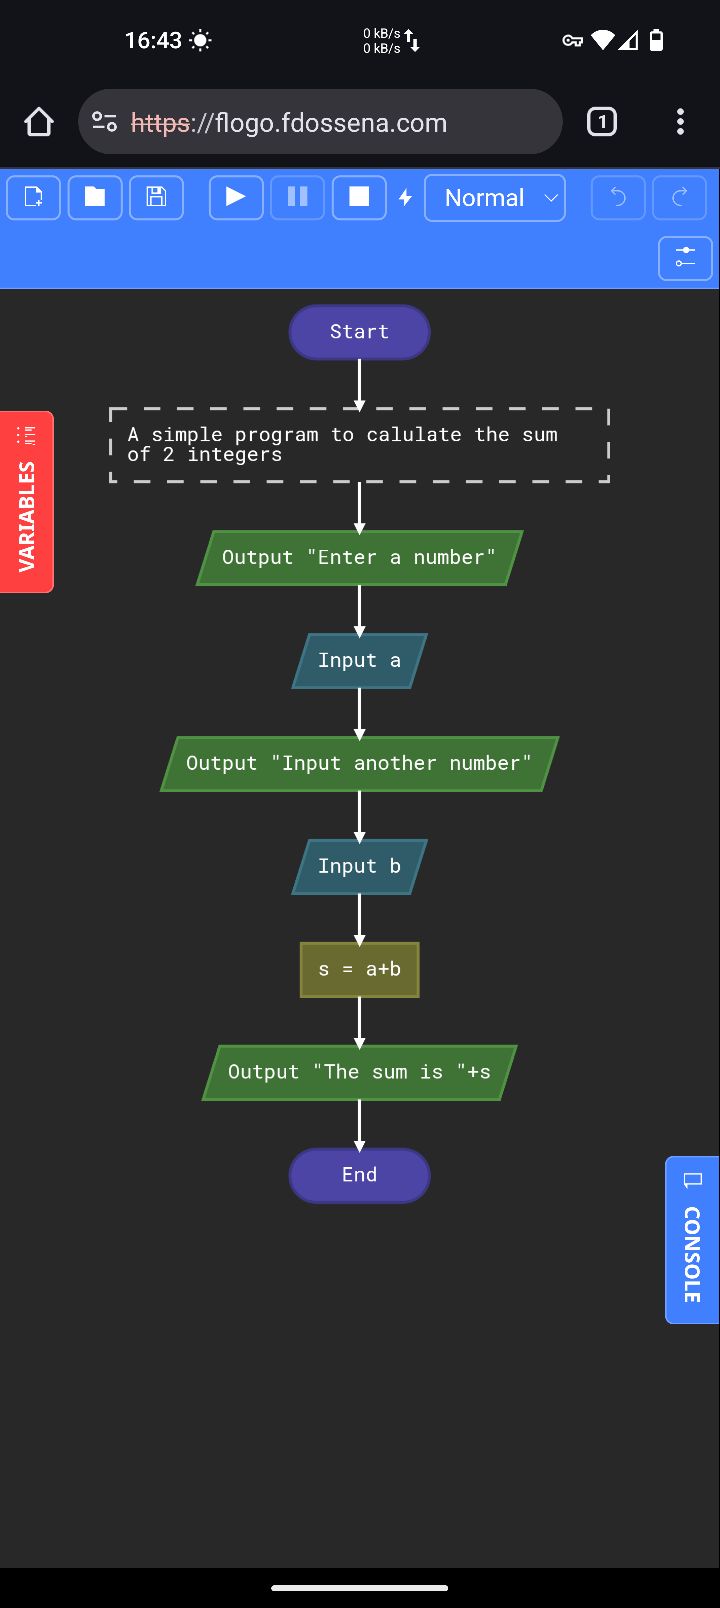 16:43
0 kB/s
0 kB/s
https://flogo.fdossena.com
1
Normal
Start
A simple program to calulate the sum
of 2 integers
VARIABLES
Output "Enter a number"
Input a
Output "Input another number"
Input b
s = a+b
Output "The sum is "+s
End
CONSOLE